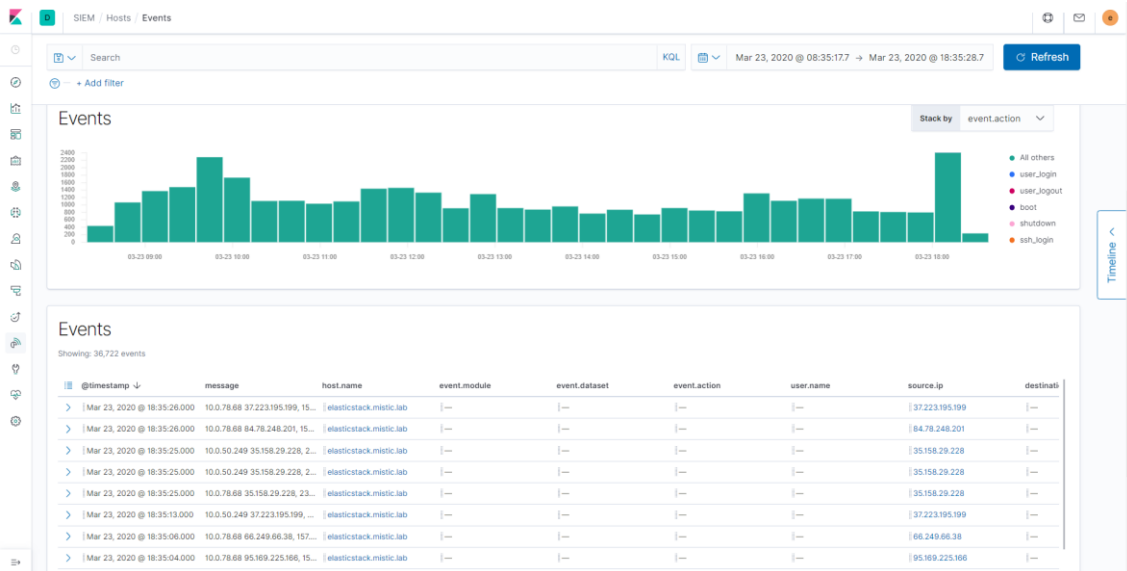 D SIEM / Hosts / Events e
Search KQL Mar 23, 2020 @ 08:35:17.7 → Mar 23, 2020 @ 18:35:28.7 Refresh
+ Add filter
Events Stack by event.action
2400
2200
2000
1800
1600
1400
1200
1000
800
600
400
200
0
03-23 09:00 03-23 10:00 03-23 11:00 03-23 12:00 03-23 13:00 03-23 14:00 03-23 15:00 03-23 16:00 03-23 17:00 03-23 18:00
All others
user_login
user_logout
boot
shutdown
ssh_login
Timeline
Events
Showing: 36,722 events
@timestamp message host.name event.module event.dataset event.action user.name source.ip destinati
Mar 23, 2020 @ 18:35:26.000 10.0.78.68 37.223.195.199, 15... elasticstack.mistic.lab — — — — 37.223.195.199 —
Mar 23, 2020 @ 18:35:26.000 10.0.78.68 84.78.248.201, 15... elasticstack.mistic.lab — — — — 84.78.248.201 —
Mar 23, 2020 @ 18:35:25.000 10.0.50.249 35.158.29.228, 2... elasticstack.mistic.lab — — — — 35.158.29.228 —
Mar 23, 2020 @ 18:35:25.000 10.0.50.249 35.158.29.228, 2... elasticstack.mistic.lab — — — — 35.158.29.228 —
Mar 23, 2020 @ 18:35:25.000 10.0.78.68 35.158.29.228, 23... elasticstack.mistic.lab — — — — 35.158.29.228 —
Mar 23, 2020 @ 18:35:13.000 10.0.50.249 37.223.195.199, ... elasticstack.mistic.lab — — — — 37.223.195.199 —
Mar 23, 2020 @ 18:35:06.000 10.0.78.68 66.249.66.38, 157.... elasticstack.mistic.lab — — — — 66.249.66.38 —
Mar 23, 2020 @ 18:35:04.000 10.0.78.68 95.169.225.166, 15... elasticstack.mistic.lab — — — — 95.169.225.166 —